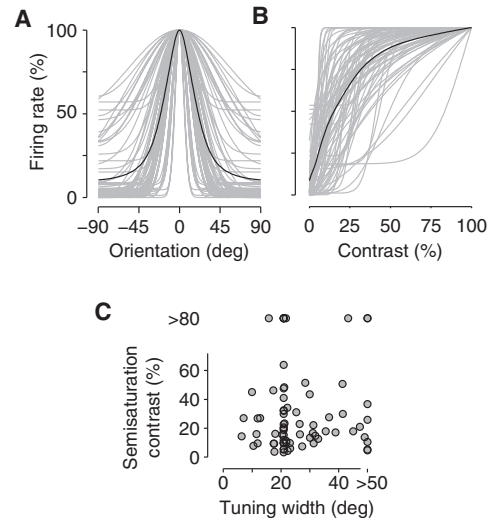 A
B
100
50
0
Firing rate (%)
−90 −45 0 45 90
Orientation (deg)
0 25 50 75 100
Contrast (%)
C
>80
60
40
20
0
Semisaturation
contrast (%)
0 20 40 >50
Tuning width (deg)